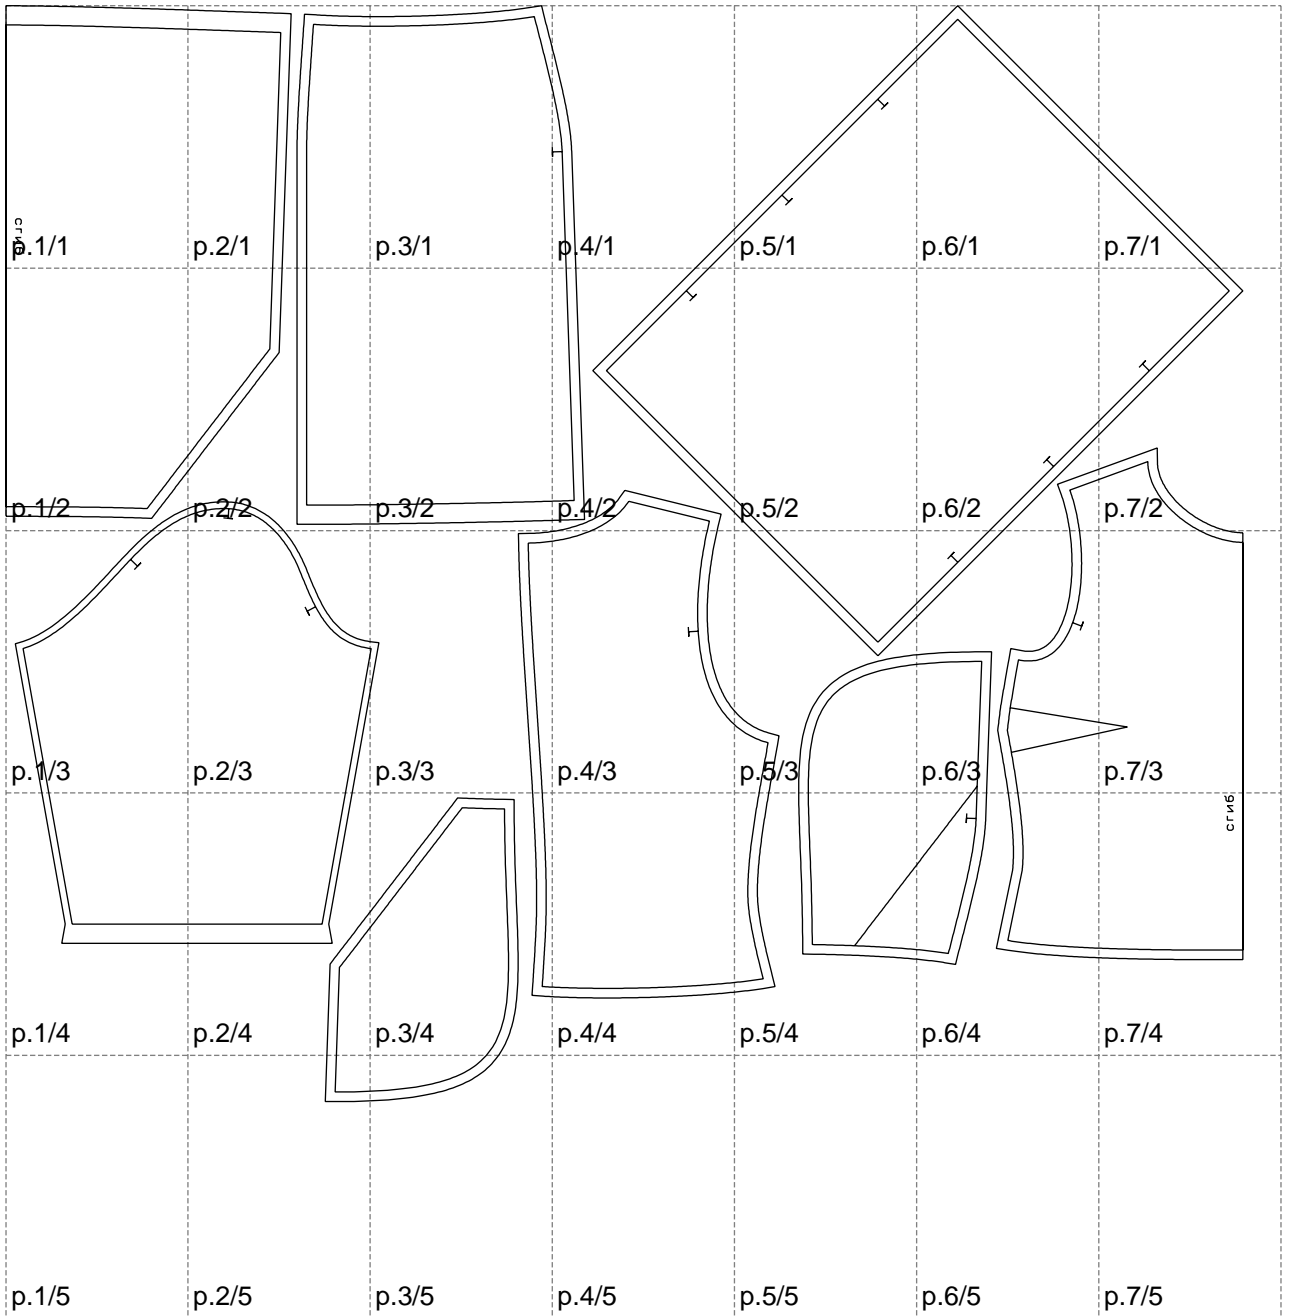 сгиб
p.1/1 p.2/1 p.3/1 p.4/1 p.5/1 p.6/1 p.7/1
p.1/2 p.2/2 p.3/2 p.4/2 p.5/2 p.6/2 p.7/2
p.1/3 p.2/3 p.3/3 p.4/3 p.5/3 p.6/3 p.7/3
сгиб
p.1/4 p.2/4 p.3/4 p.4/4 p.5/4 p.6/4 p.7/4
p.1/5 p.2/5 p.3/5 p.4/5 p.5/5 p.6/5 p.7/5